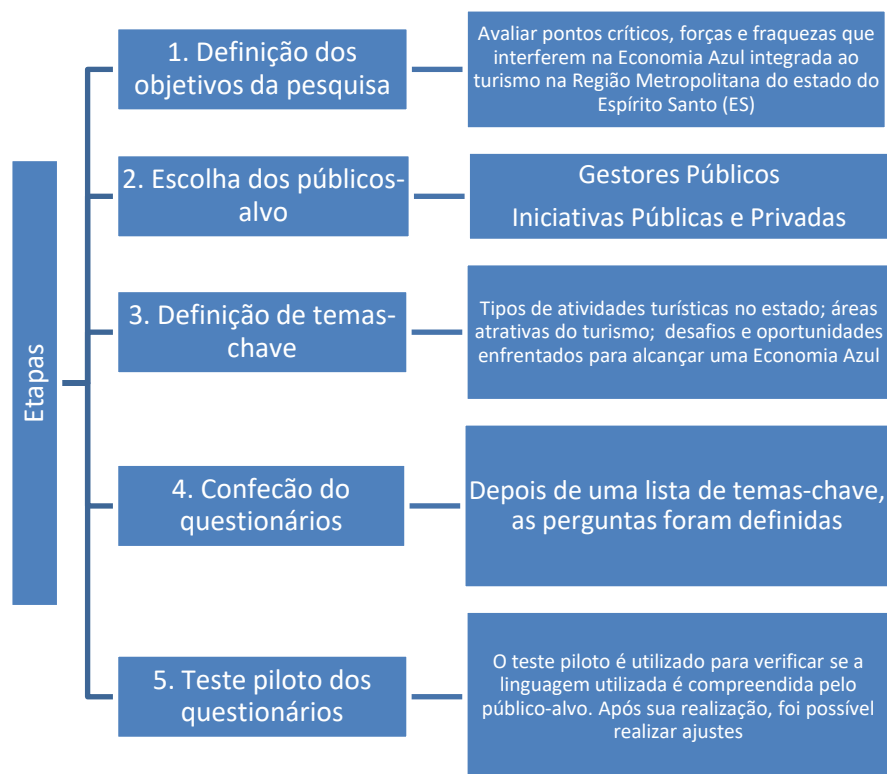 Etapas
1. Definição dos
objetivos da pesquisa
Avaliar pontos críticos, forças e fraquezas que
interferem na Economia Azul integrada ao
turismo na Região Metropolitana do estado do
Espírito Santo (ES)
2. Escolha dos públicos-
alvo
Gestores Públicos
Iniciativas Públicas e Privadas
3. Definição de temas-
chave
Tipos de atividades turísticas no estado; áreas
atrativas do turismo; desafios e oportunidades
enfrentados para alcançar uma Economia Azul
4. Confecão do
questionários
Depois de uma lista de temas-chave,
as perguntas foram definidas
5. Teste piloto dos
questionários
O teste piloto é utilizado para verificar se a
linguagem utilizada é compreendida pelo
público-alvo. Após sua realização, foi possível
realizar ajustes